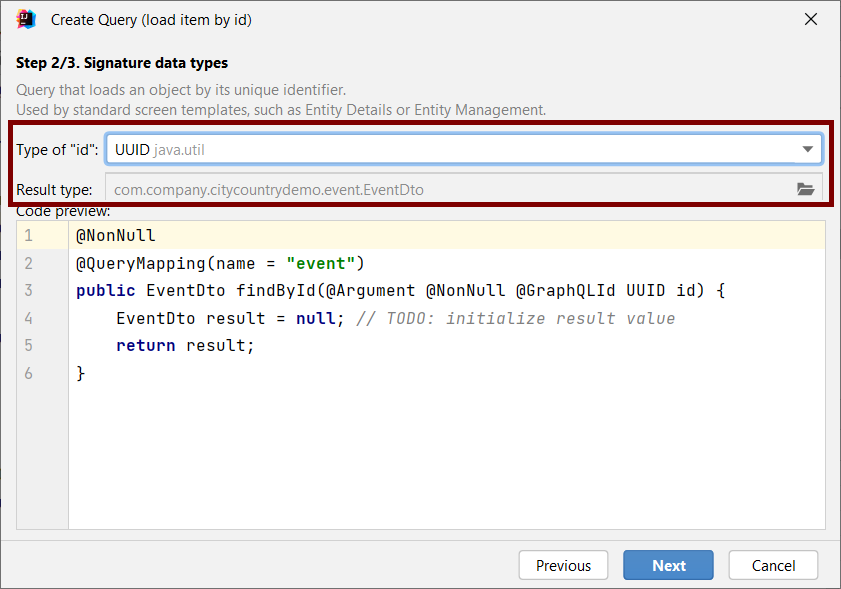 Create Query (load item by id)
Step 2/3. Signature data types
Query that loads an object by its unique identifier.
Used by standard screen templates, such as Entity Details or Entity Management.
Type of "id": UUID java.util
Result type: com.company.citycountrydemo.event.EventDto
Code preview:
1 @NonNull
2 @QueryMapping(name = "event")
3 public EventDto findById(@Argument @NonNull @GraphQLId UUID id) {
4 EventDto result = null; // TODO: initialize result value
5 return result;
6 }
Previous Next Cancel